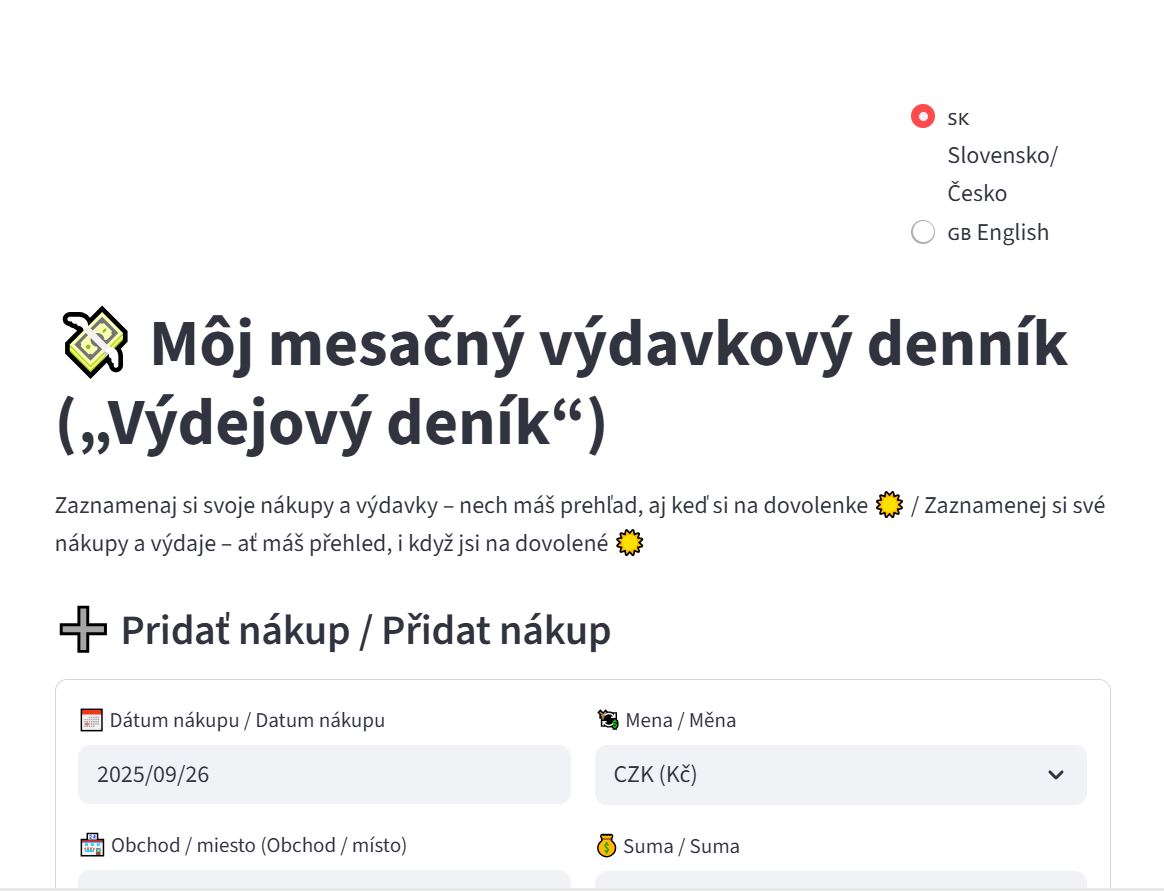 SK
Slovensko/
Česko
GB English
💸 Môj mesačný výdavkový denník
(„Výdejový deník“)
Zaznamenaj si svoje nákupy a výdavky – nech máš prehľad, aj keď si na dovolenke / Zaznamenej si své
nákupy a výdaje – ať máš přehled, i když jsi na dovolené
Pridať nákup / Přidat nákup
Dátum nákupu / Datum nákupu
Mena / Měna
2025/09/26
CZK (Kč)
Obchod / miesto (Obchod / místo)
Suma / Suma